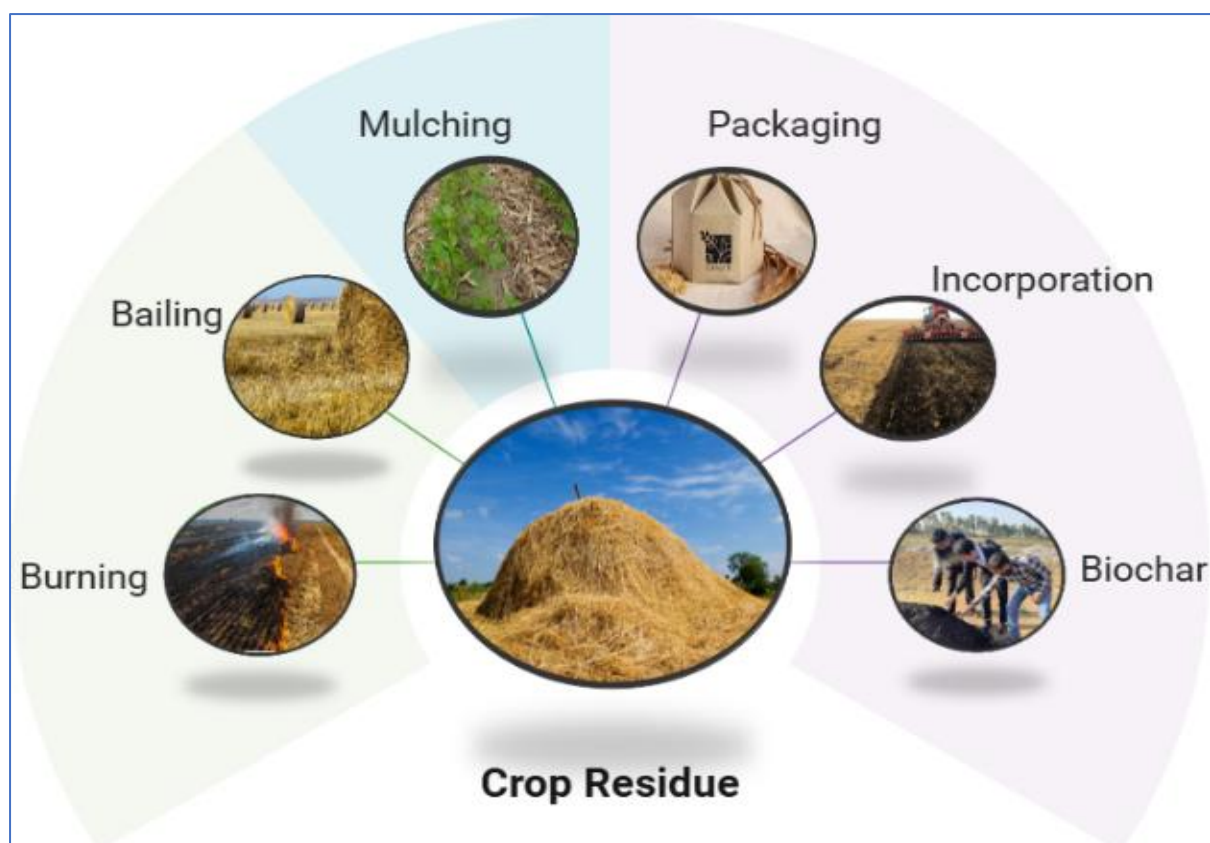 Mulching
Packaging
Bailing
Incorporation
Burning
Biochar
Crop Residue